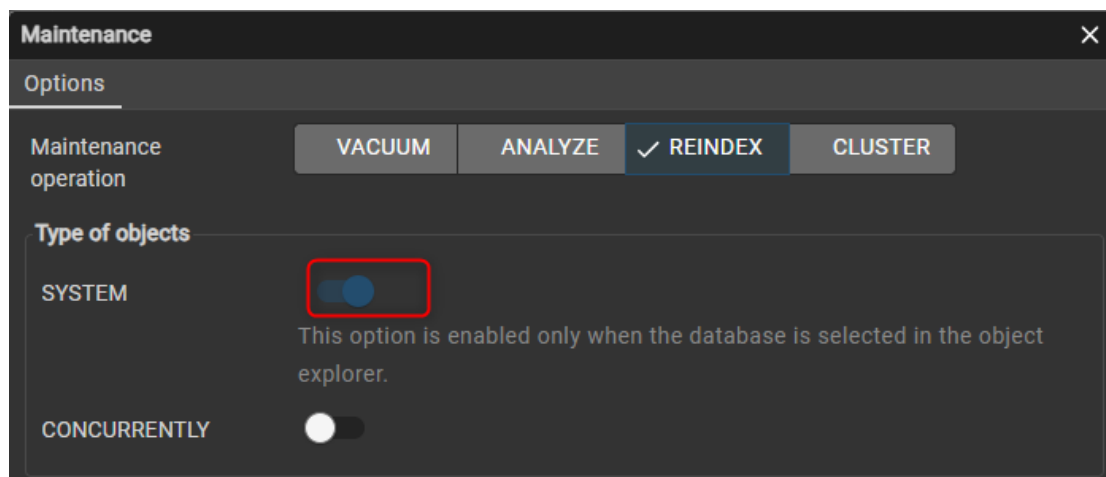 Maintenance
Options
Maintenance operation
VACUUM
ANALYZE
REINDEX
CLUSTER
Type of objects
SYSTEM
This option is enabled only when the database is selected in the object
explorer.
CONCURRENTLY